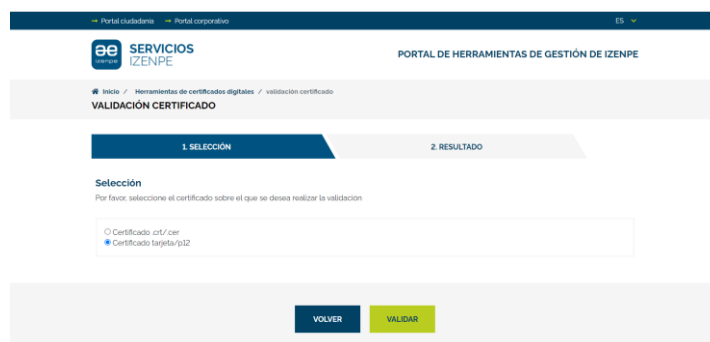 → Portal ciudadanía → Portal corporativo ES
izenpe SERVICIOS IZENPE
PORTAL DE HERRAMIENTAS DE GESTIÓN DE IZENPE
Inicio / Herramientas de certificados digitales / validación certificado
VALIDACIÓN CERTIFICADO
1. SELECCIÓN 2. RESULTADO
Selección
Por favor, seleccione el certificado sobre el que se desea realizar la validación
Certificado .crt/.cer
Certificado tarjeta/p12
VOLVER VALIDAR